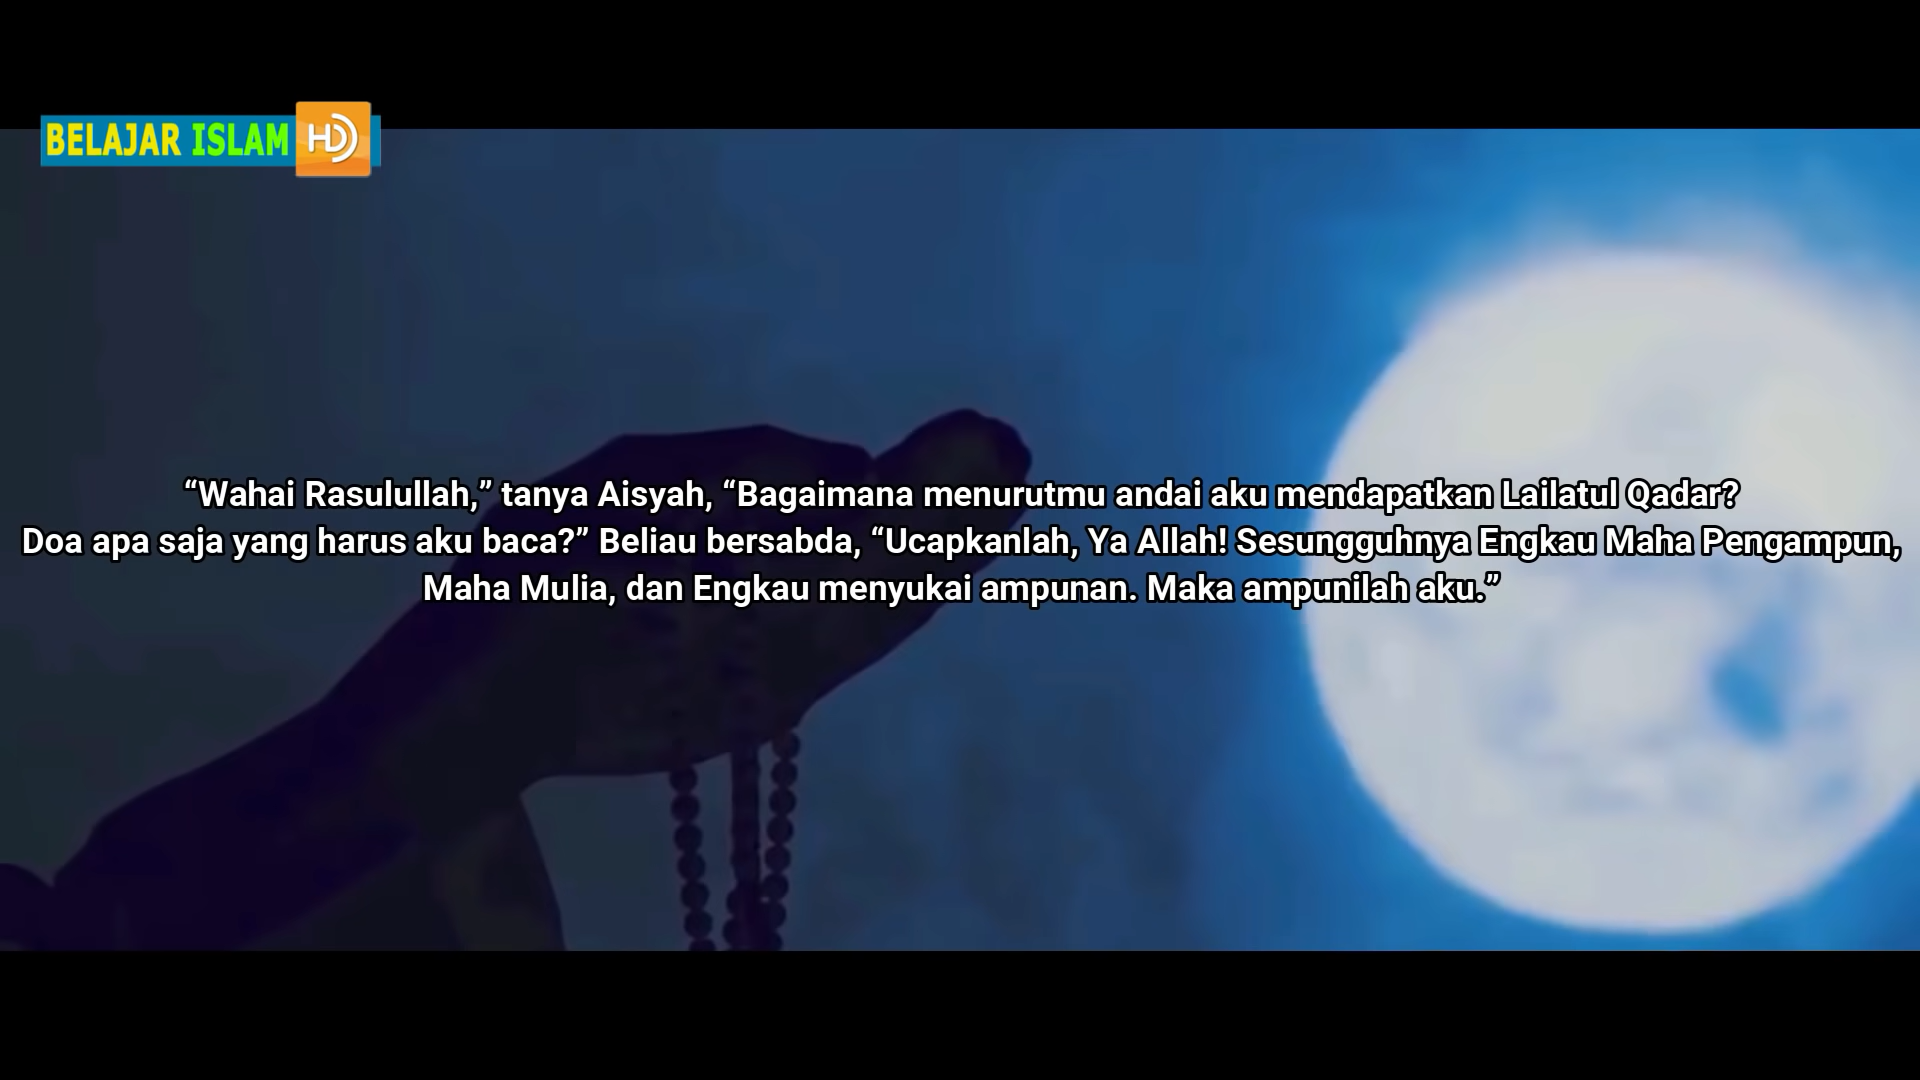 BELAJAR ISLAM HD
“Wahai Rasulullah,” tanya Aisyah, “Bagaimana menurutmu andai aku mendapatkan Lailatul Qadar?
Doa apa saja yang harus aku baca?” Beliau bersabda, “Ucapkanlah, Ya Allah! Sesungguhnya Engkau Maha Pengampun,
Maha Mulia, dan Engkau menyukai ampunan. Maka ampunilah aku.”